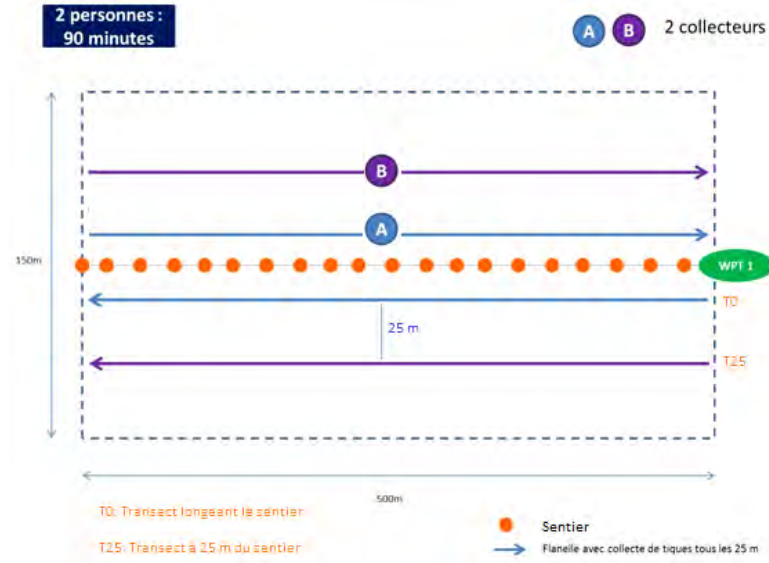 2 personnes :
90 minutes
A B 2 collecteurs
B
A
150m
WPT 1
T0
25 m
T25
500m
T0: Transect longeant le sentier
Sentier
T25: Transect à 25 m du sentier
Flanelle avec collecte de tiques tous les 25 m